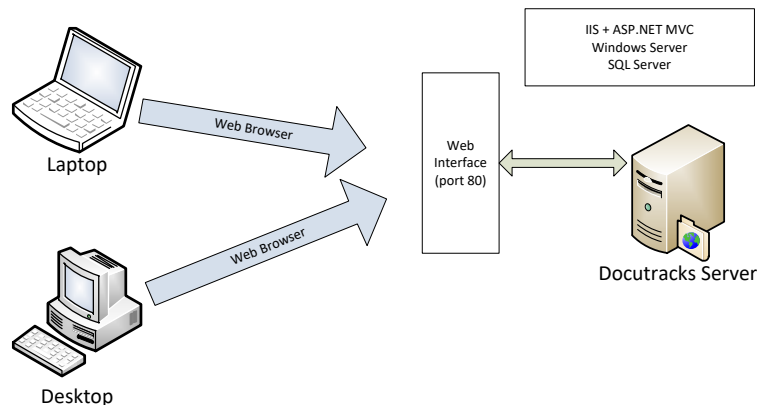 IIS + ASP.NET MVC
Windows Server
SQL Server
Web Browser
Laptop
Web
Interface
(port 80)
Web Browser
Docutracks Server
Desktop